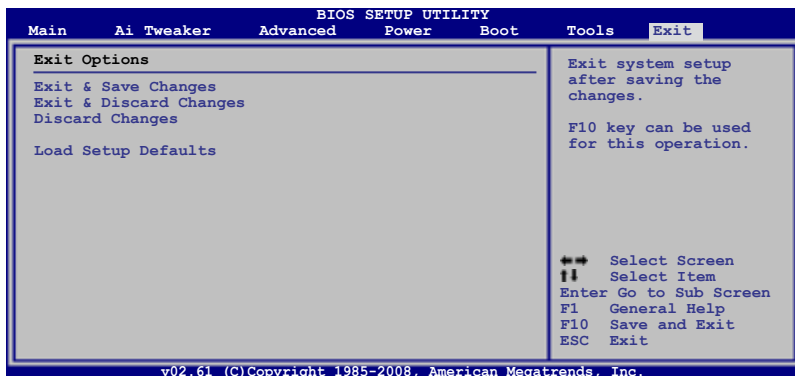 BIOS SETUP UTILITY
Main Ai Tweaker Advanced Power Boot Tools Exit
Exit Options
Exit & Save Changes
Exit & Discard Changes
Discard Changes
Load Setup Defaults
Exit system setup
after saving the
changes.
F10 key can be used
for this operation.
Select Screen
Select Item
Enter Go to Sub Screen
F1 General Help
F10 Save and Exit
ESC Exit
v02.61 (C)Copyright 1985-2008, American Megatrends, Inc.